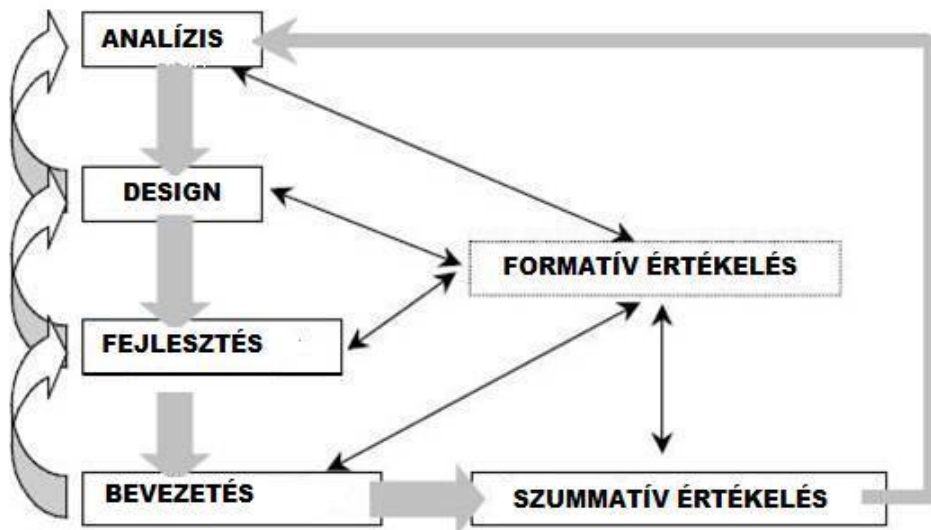 ANALÍZIS
DESIGN
FORMATÍV ÉRTÉKELÉS
FEJLESZTÉS
BEVEZETÉS
SZUMMATÍV ÉRTÉKELÉS